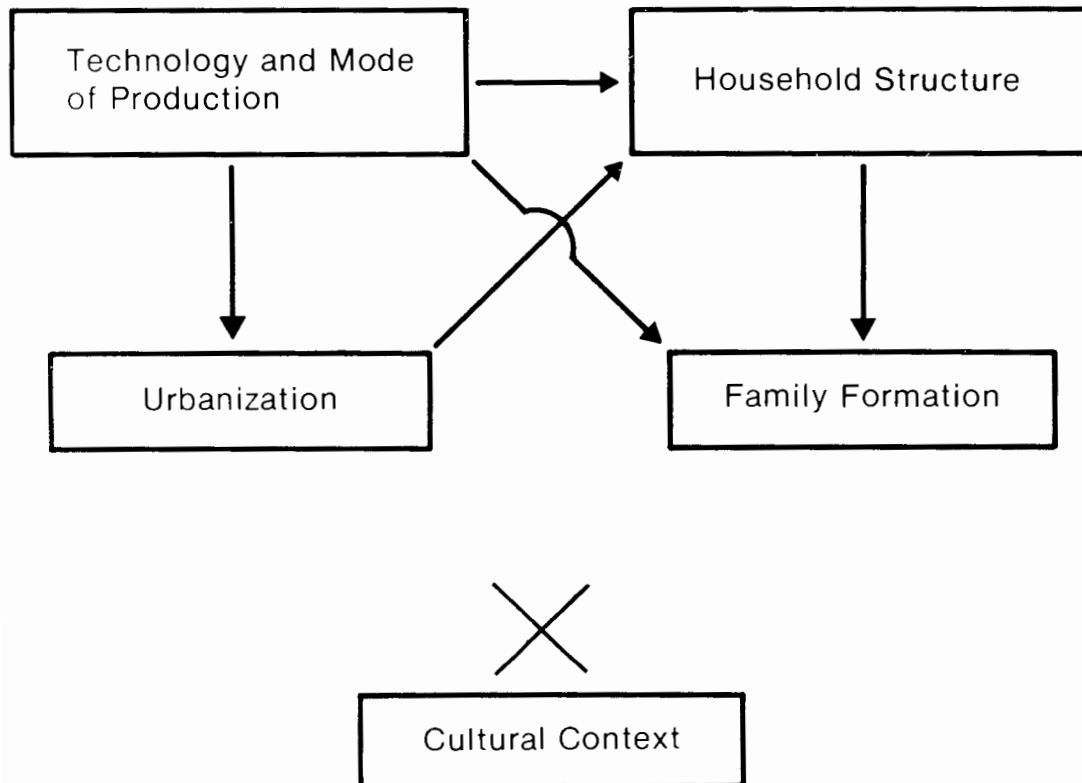 Technology and Mode
of Production
Household Structure
Urbanization
Family Formation
Cultural Context